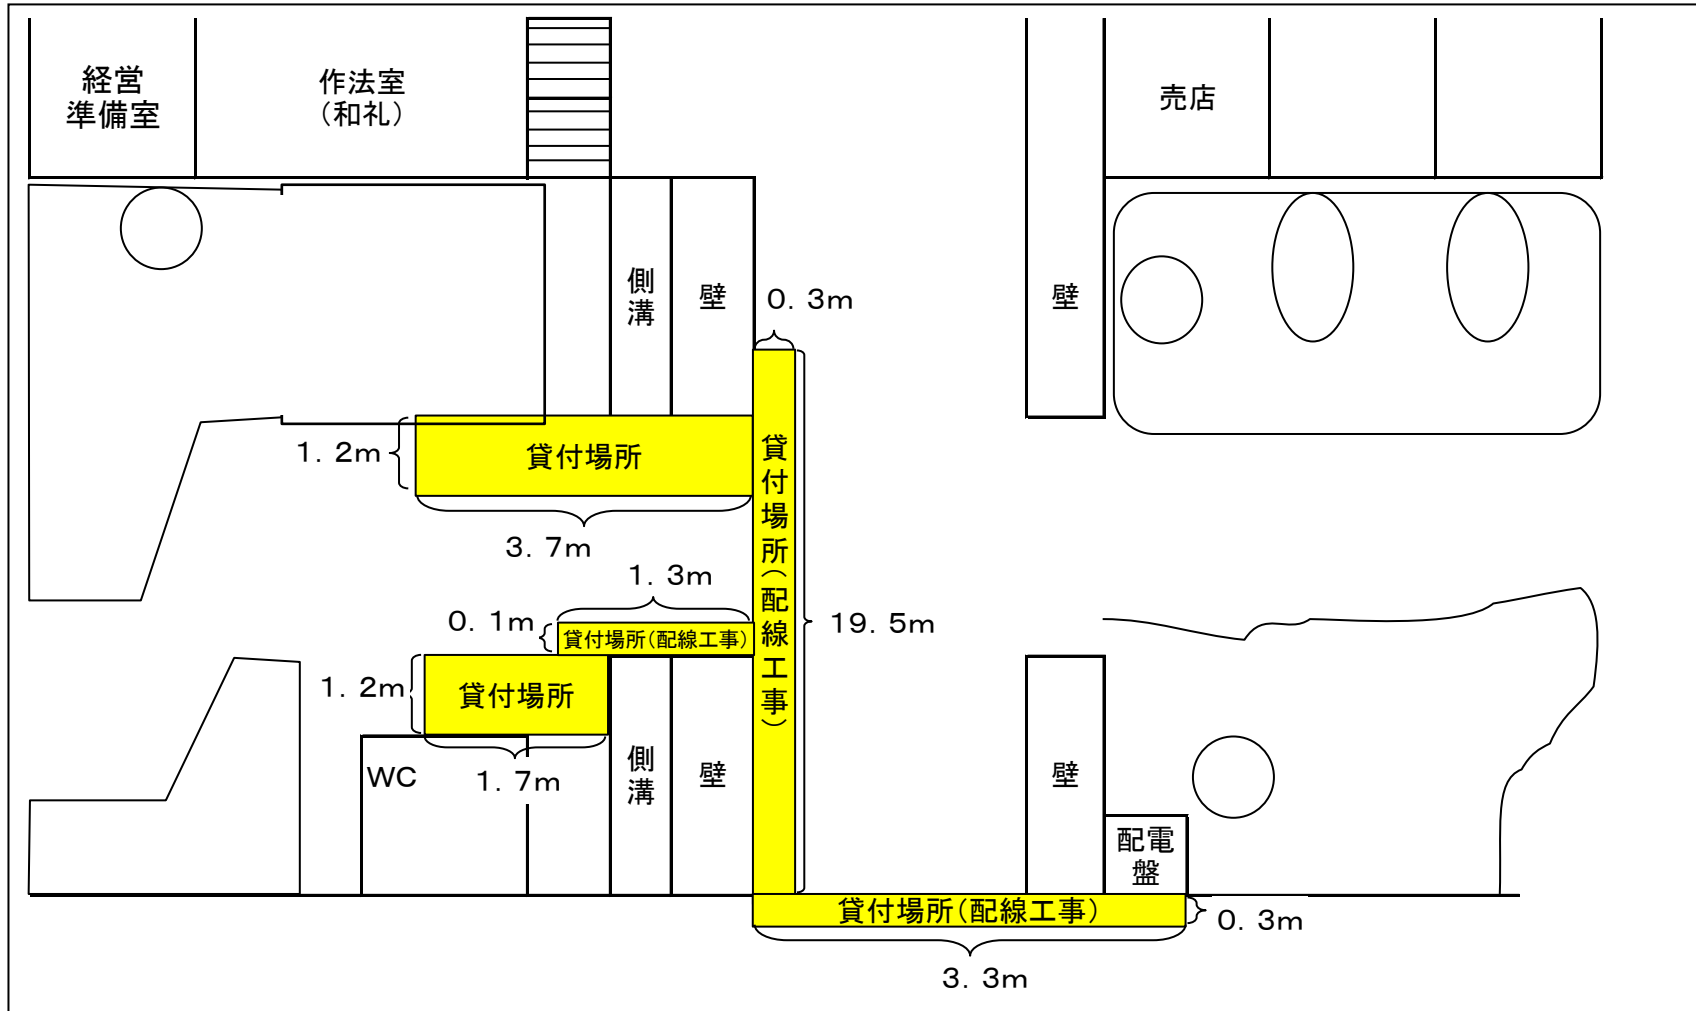 経営
準備室
作法室
（和礼）
売店
側溝
壁
０．３ｍ
壁
１．２ｍ
貸付場所
３．７ｍ
貸付場所（配線工事）
１９．５ｍ
１．３ｍ
０．１ｍ
貸付場所（配線工事）
１．２ｍ
貸付場所
WC
１．７ｍ
側溝
壁
壁
配電
盤
貸付場所（配線工事）
０．３ｍ
３．３ｍ